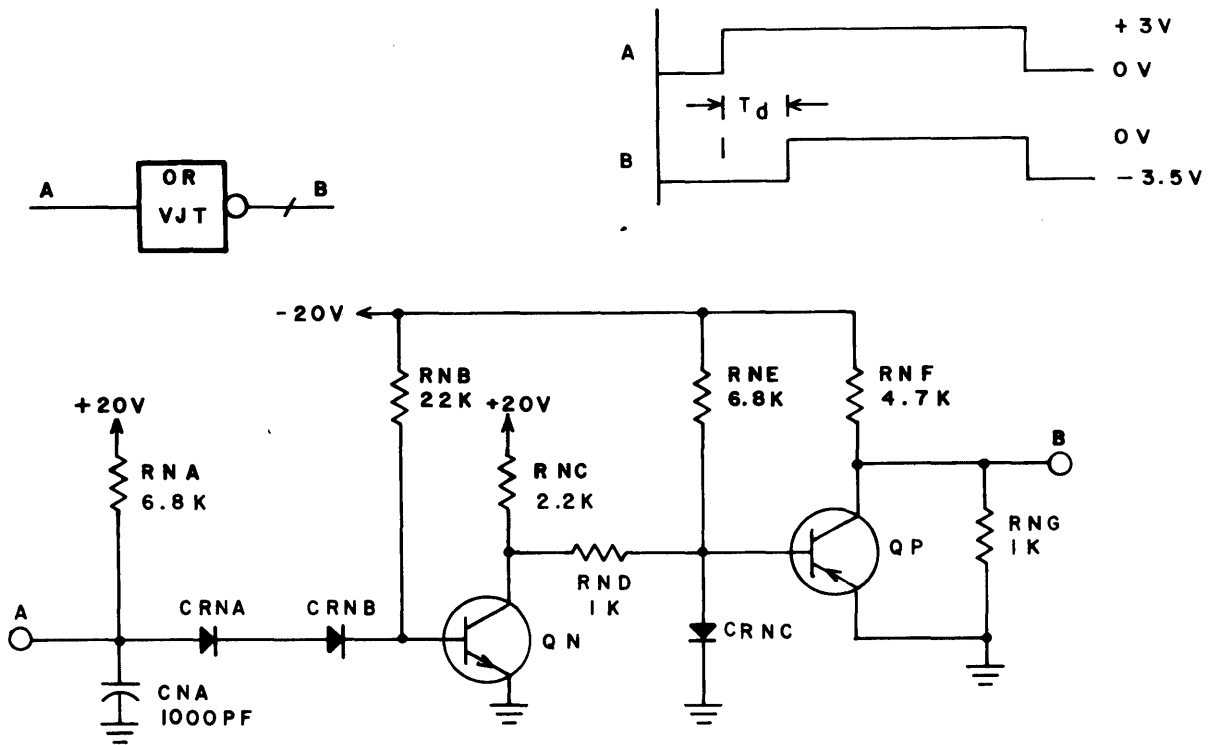 A
+3V
0V
T d
B
0V
-3.5V
A
OR
VJT
B
-20V
RNB
22K
+20V
RNE
6.8K
RNF
4.7K
+20V
RNA
6.8K
RNC
2.2K
B
RND
1K
QP
RNG
1K
A
CRNA
CRNB
QN
CRNC
CNA
1000PF